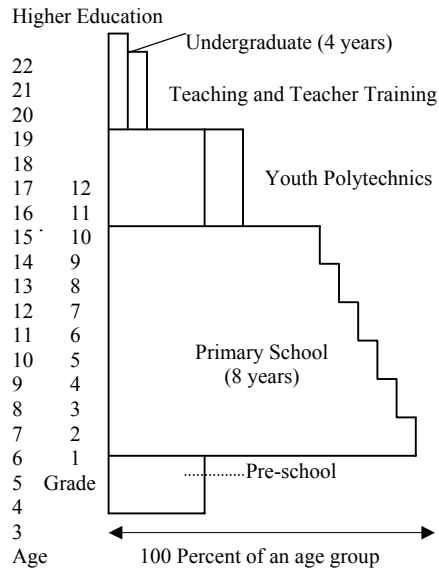 Higher Education
Undergraduate (4 years)
22
21
Teaching and Teacher Training
20
19
18
Youth Polytechnics
17 12
16 11
15 10
14 9
13 8
12 7
11 6
Primary School
10 5
(8 years)
9 4
8 3
7 2
6 1
Pre-school
5 Grade
4
3
Age 100 Percent of an age group